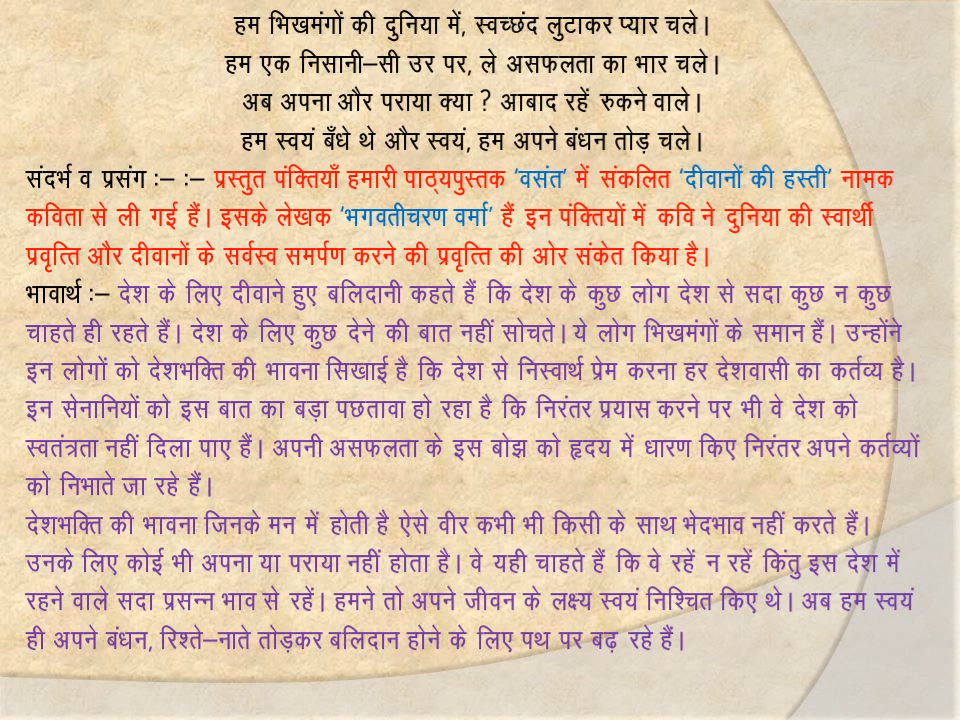 हम भिखमंगों की दुनिया में, स्वच्छंद लुटाकर प्यार चले।
हम एक निसानी–सी उर पर, ले असफलता का भार चले।
अब अपना और पराया क्या ? आबाद रहें रुकने वाले।
हम स्वयं बँधे थे और स्वयं, हम अपने बंधन तोड़ चले।
संदर्भ व प्रसंग :– :– प्रस्तुत पंक्तियाँ हमारी पाठ्यपुस्तक ‘वसंत’ में संकलित ‘दीवानों की हस्ती’ नामक
कविता से ली गई हैं। इसके लेखक ‘भगवतीचरण वर्मा’ हैं इन पंक्तियों में कवि ने दुनिया की स्वार्थी
प्रवृत्ति और दीवानों के सर्वस्व समर्पण करने की प्रवृत्ति की ओर संकेत किया है।
भावार्थ :– देश के लिए दीवाने हुए बलिदानी कहते हैं कि देश के कुछ लोग देश से सदा कुछ न कुछ
चाहते ही रहते हैं। देश के लिए कुछ देने की बात नहीं सोचते। ये लोग भिखमंगों के समान हैं। उन्होंने
इन लोगों को देशभक्ति की भावना सिखाई है कि देश से निस्वार्थ प्रेम करना हर देशवासी का कर्तव्य है।
इन सेनानियों को इस बात का बड़ा पछतावा हो रहा है कि निरंतर प्रयास करने पर भी वे देश को
स्वतंत्रता नहीं दिला पाए हैं। अपनी असफलता के इस बोझ को हृदय में धारण किए निरंतर अपने कर्तव्यों
को निभाते जा रहे हैं।
देशभक्ति की भावना जिनके मन में होती है ऐसे वीर कभी भी किसी के साथ भेदभाव नहीं करते हैं।
उनके लिए कोई भी अपना या पराया नहीं होता है। वे यही चाहते हैं कि वे रहें न रहें किंतु इस देश में
रहने वाले सदा प्रसन्न भाव से रहें। हमने तो अपने जीवन के लक्ष्य स्वयं निश्चित किए थे। अब हम स्वयं
ही अपने बंधन, रिश्ते–नाते तोड़कर बलिदान होने के लिए पथ पर बढ़ रहे हैं।